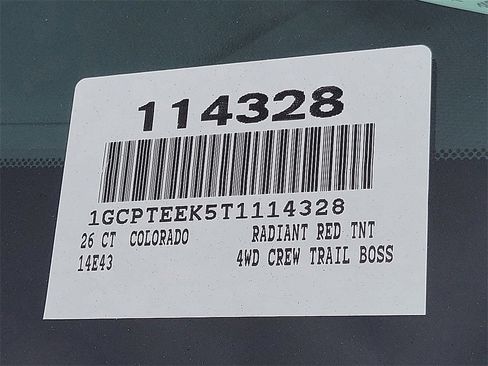 114328
1GCPTEEK5T1114328
26 CT COLORADO RADIANT RED TNT
14E43 4WD CREW TRAIL BOSS